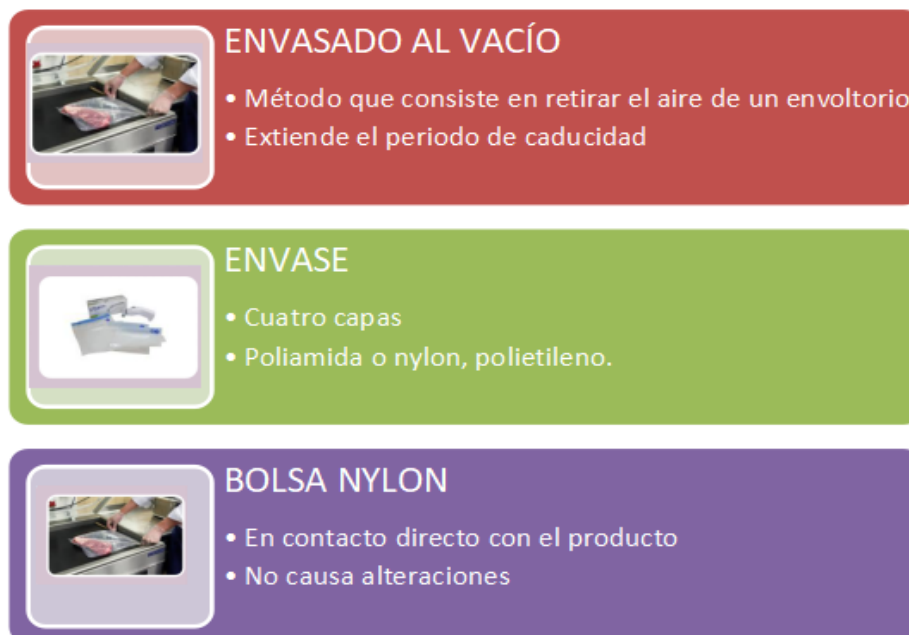 ENVASADO AL VACÍO
• Método que consiste en retirar el aire de un envoltorio
• Extiende el periodo de caducidad
ENVASE
• Cuatro capas
• Poliamida o nylon, polietileno.
BOLSA NYLON
• En contacto directo con el producto
• No causa alteraciones